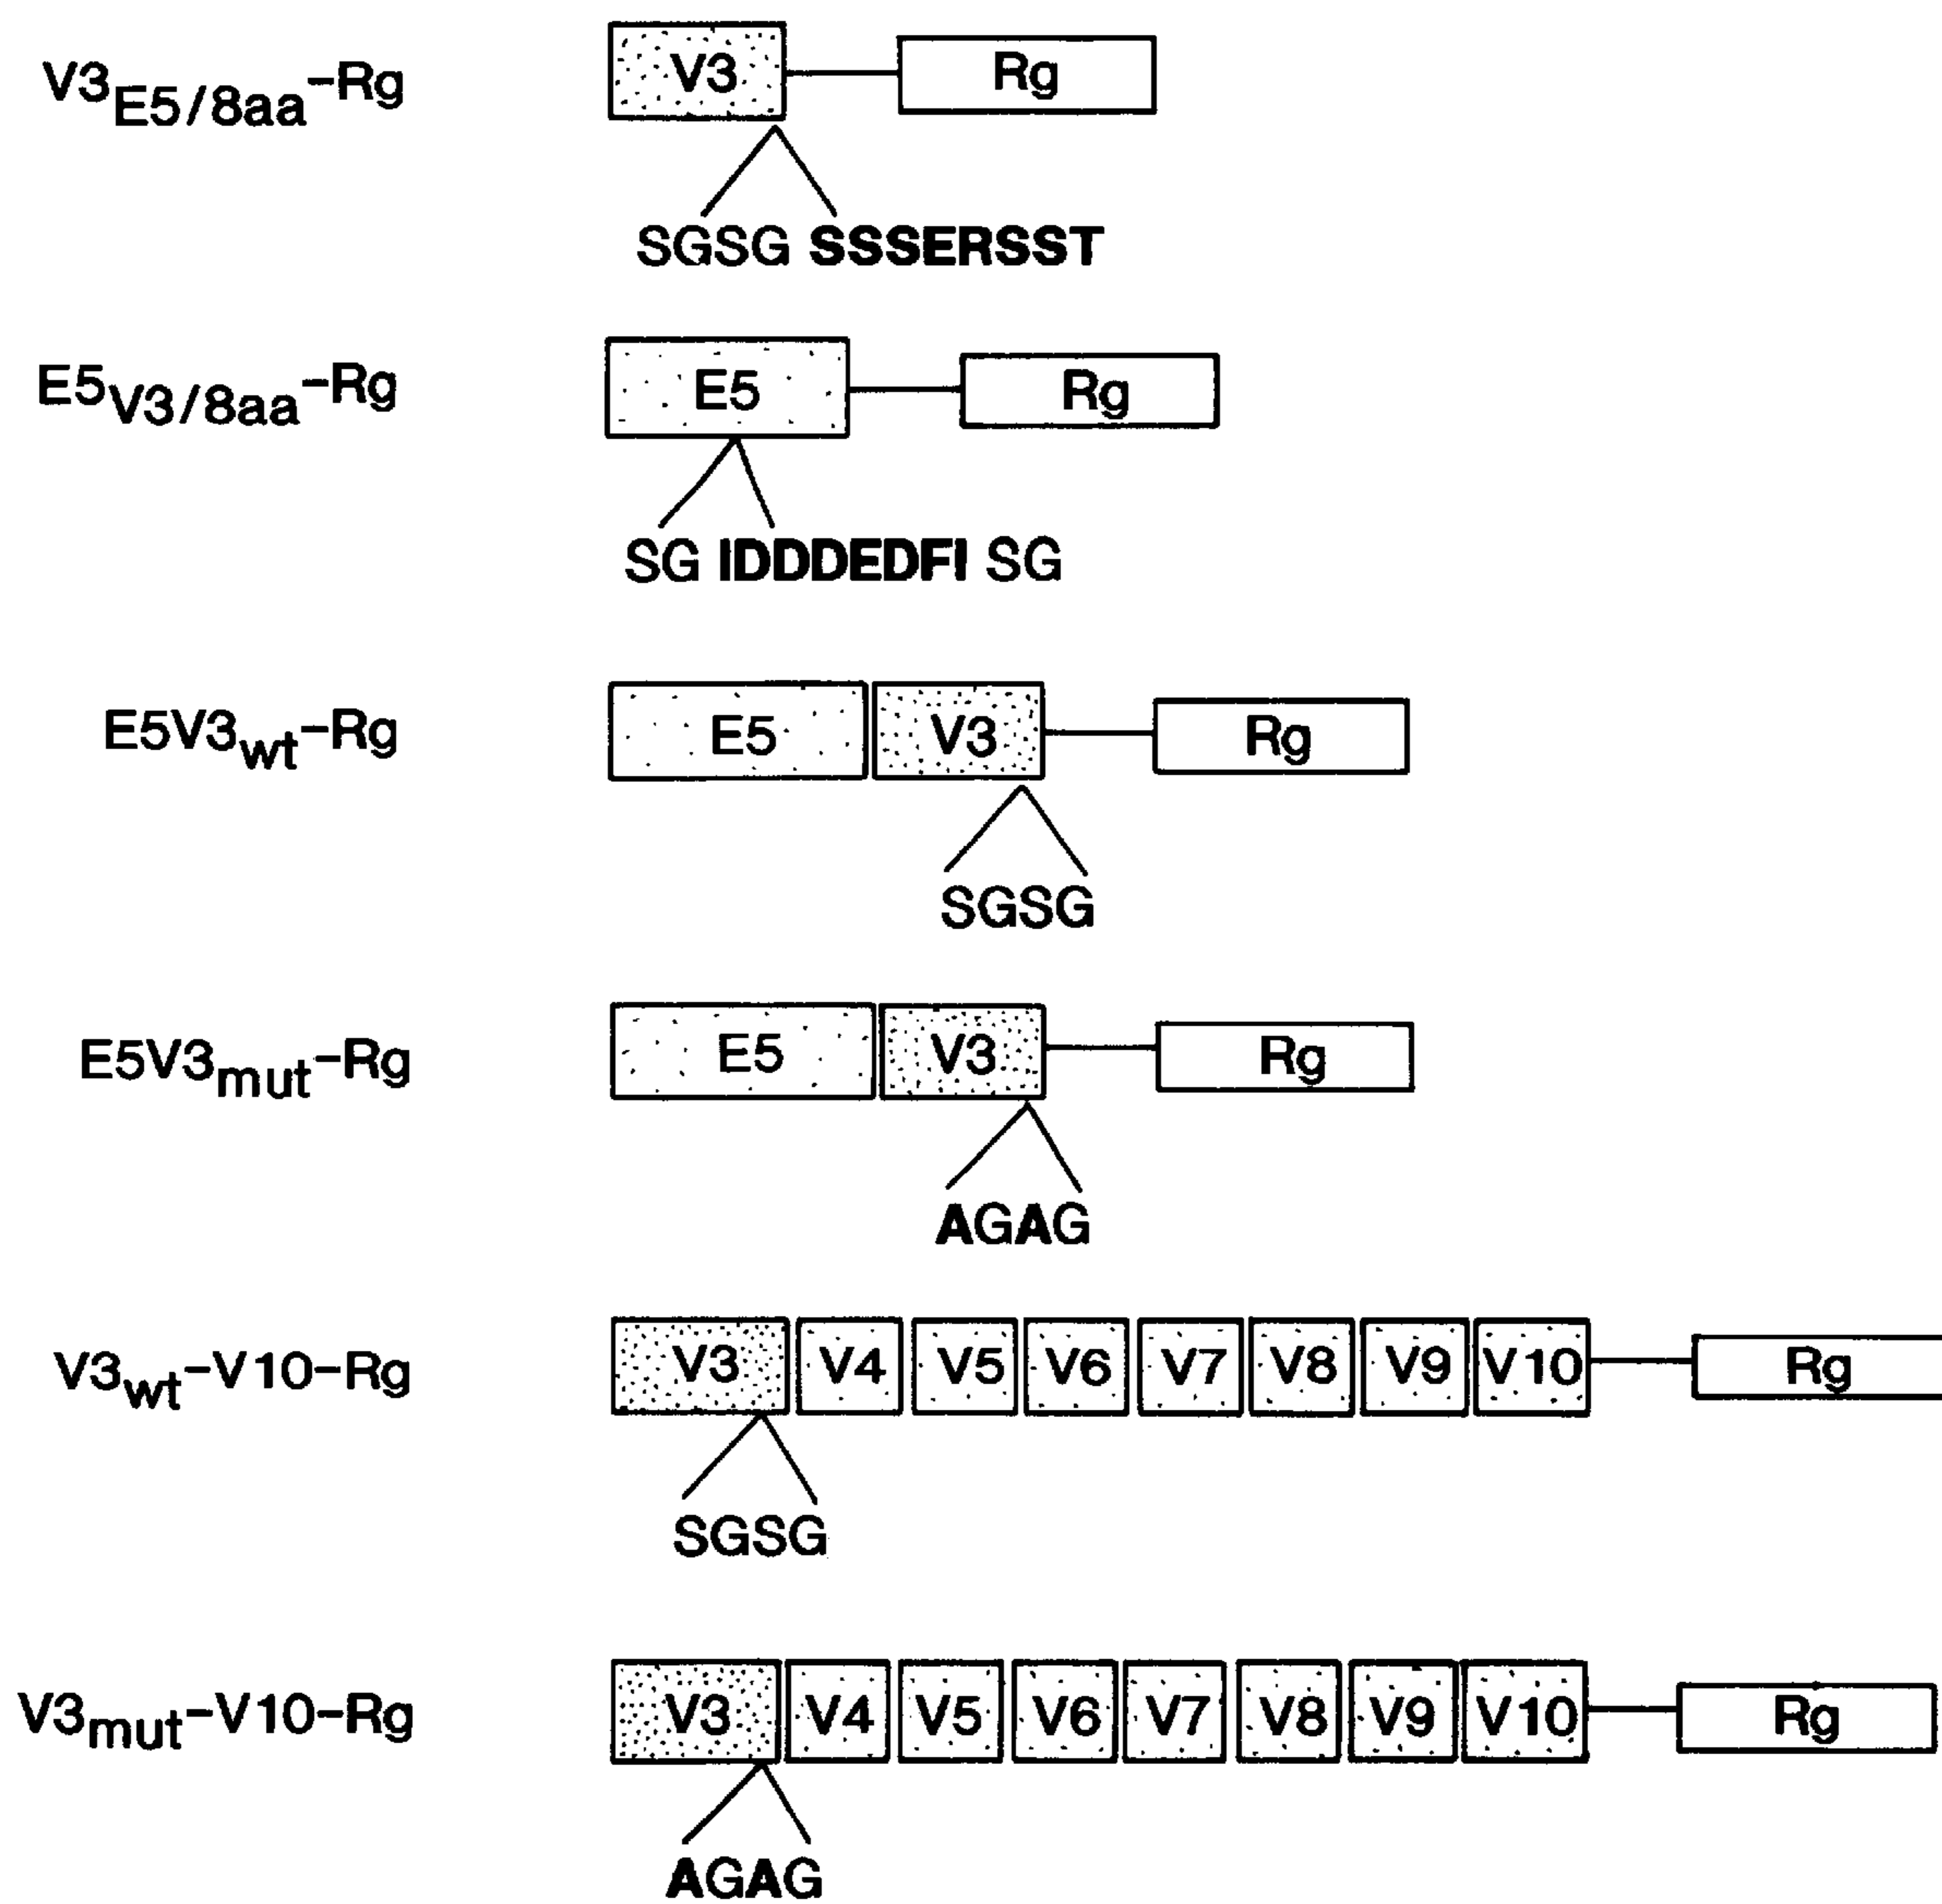 V3E5/8aa-Rg V3 Rg
SGSG SSSERSST
E5V3/8aa-Rg E5 Rg
SG IDDDEDFI SG
E5V3wt-Rg E5 V3 Rg
SGSG
E5V3mut-Rg E5 V3 Rg
AGAG
V3wt-V10-Rg V3 V4 V5 V6 V7 V8 V9 V10 Rg
SGSG
V3mut-V10-Rg V3 V4 V5 V6 V7 V8 V9 V10 Rg
AGAG